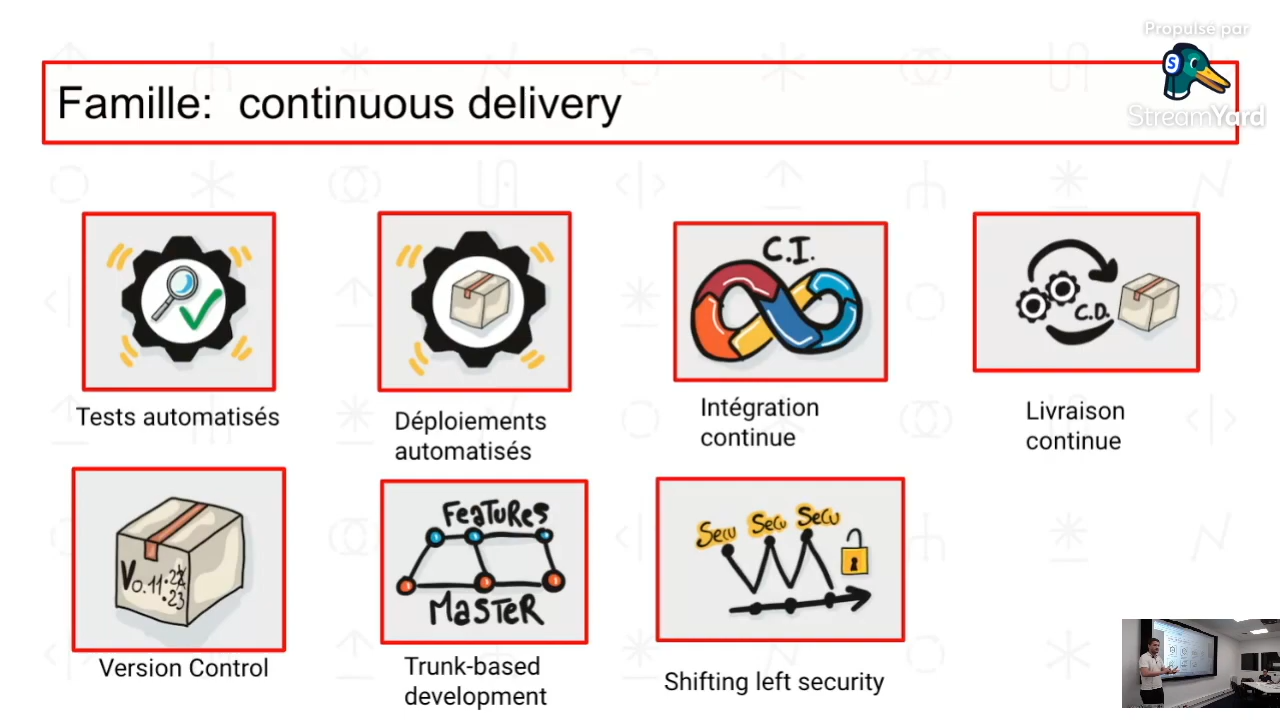 Propulsé par
StreamYard
Famille: continuous delivery
C.I.
C.D.
Tests automatisés
Déploiements
automatisés
Intégration
continue
Livraison
continue
V0.11.22
.23
FeaTuRes
MaSTeR
Secu Secu Secu
Version Control
Trunk-based
development
Shifting left security